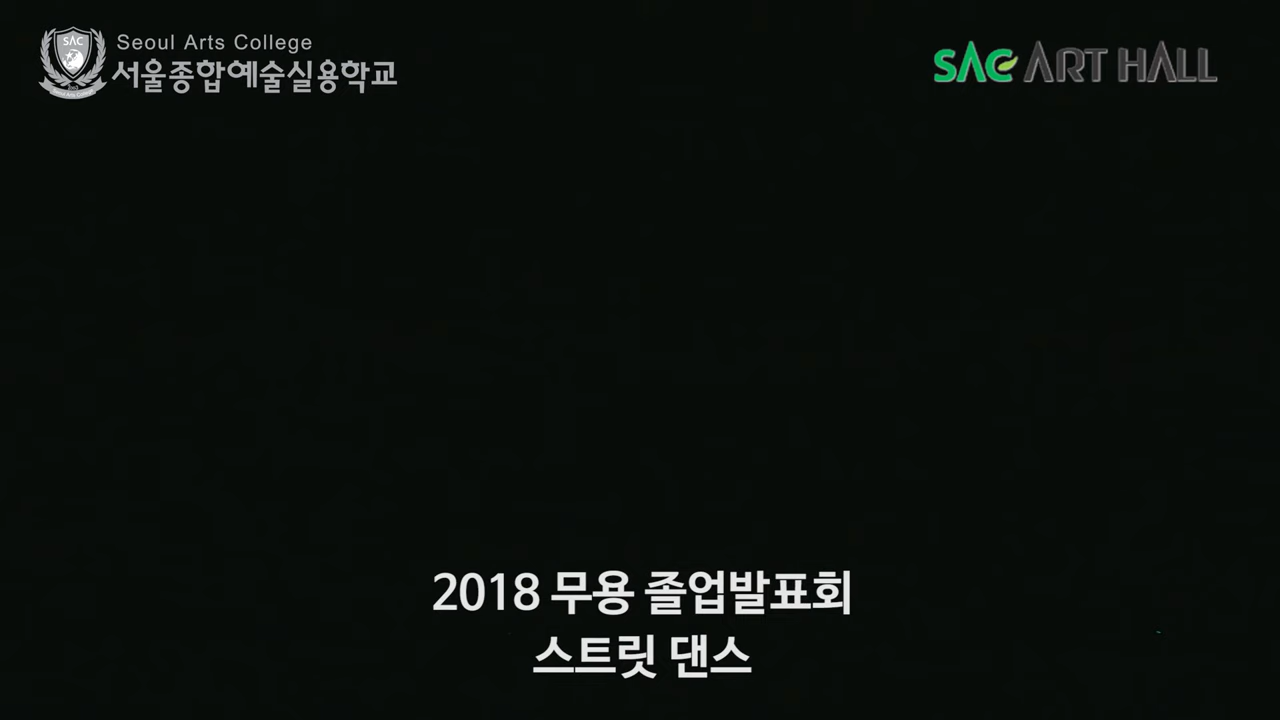 Seoul Arts College
서울종합예술실용학교
SAC ART HALL
SAC
2018 무용 졸업발표회
스트릿 댄스